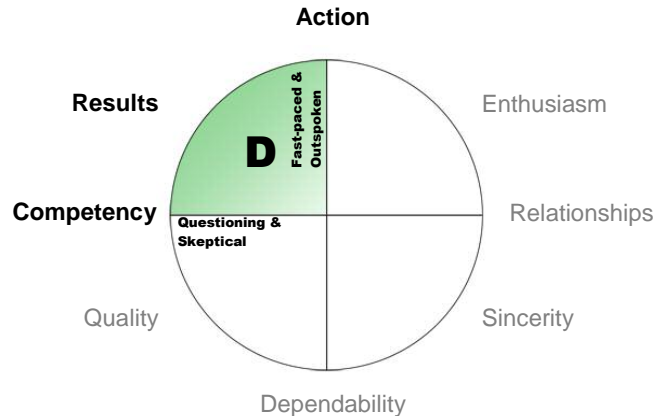 Action
Results
Enthusiasm
Fast-paced &
Outspoken
D
Competency
Relationships
Questioning &
Skeptical
Quality
Sincerity
Dependability